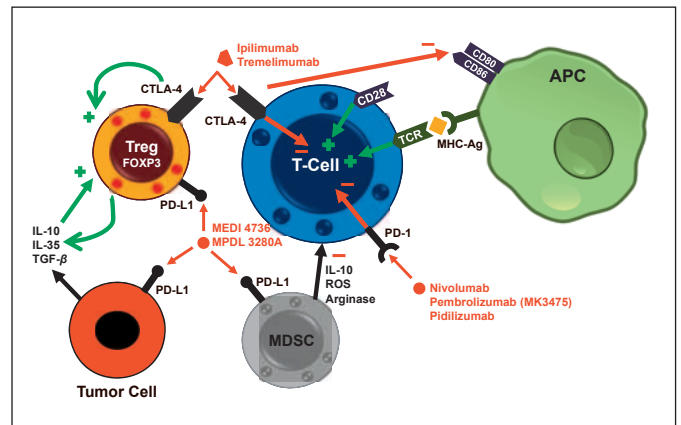 Ipilimumab
Tremelimumab
CD80
CD86
APC
CTLA-4
CTLA-4
CD28
+
+
+
TCR
MHC-Ag
Treg
FOXP3
T-Cell
+
PD-L1
IL-10
IL-35
TGF-β
MEDI 4736
MPDL 3280A
PD-1
PD-L1
PD-L1
IL-10
ROS
Arginase
Nivolumab
Pembrolizumab (MK3475)
Pidilizumab
MDSC
Tumor Cell